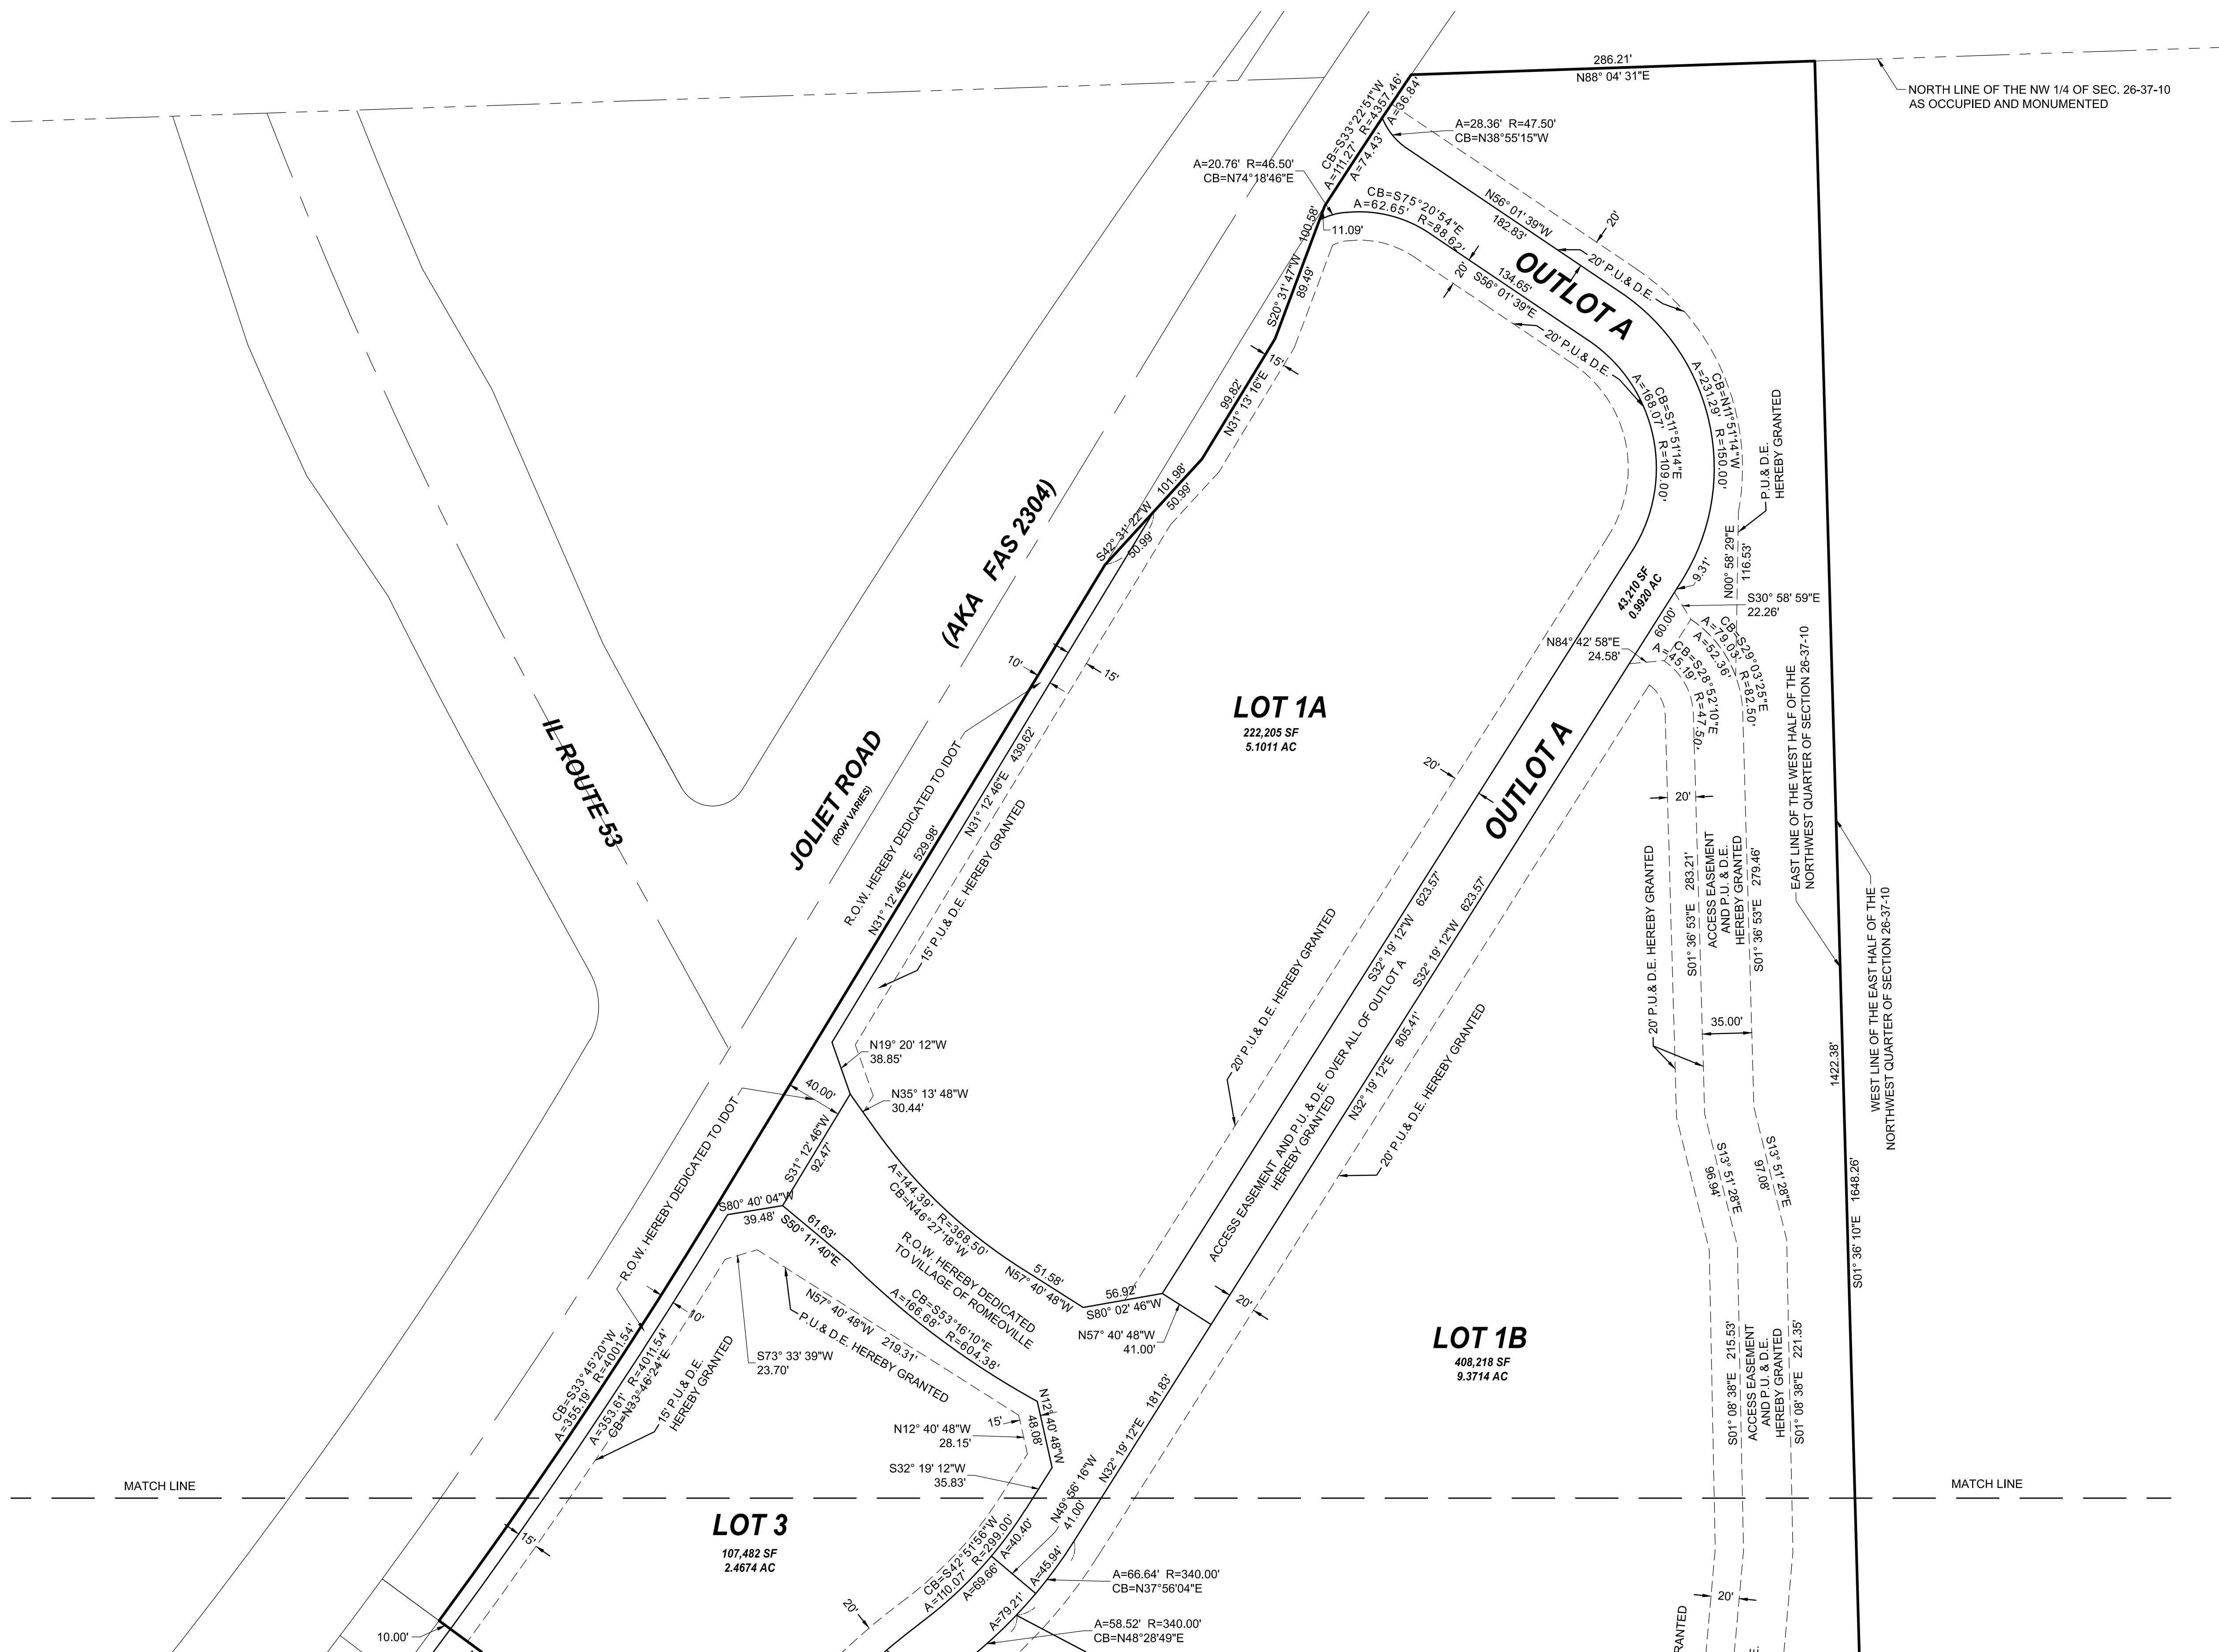 286.21'
N88° 04' 31"E
NORTH LINE OF THE NW 1/4 OF SEC. 26-37-10
AS OCCUPIED AND MONUMENTED
CB=S33°22'51"W
A=111.27' R=4357.46'
A=74.43'
A=36.84'
A=28.36' R=47.50'
CB=N38°55'15"W
A=20.76' R=46.50'
CB=N74°18'46"E
CB=S75°20'54"E
A=62.65' R=88.62'
11.09'
100.58'
S20° 31' 47"W
89.49'
N56° 01' 39"W
182.83'
20'
20' P.U.& D.E.
OUTLOT A
134.65'
S56° 01' 39"E
20'
20' P.U.& D.E.
15'
99.82'
N31° 13' 16"E
CB=N11°51'14"W
A=231.29' R=150.00'
CB=S11°51'14"E
A=168.07' R=109.00'
P.U.& D.E.
HEREBY GRANTED
101.98'
50.99'
S42° 31' 22"W
50.99'
N00° 58' 29"E
116.53'
9.31'
43,210 SF
0.9920 AC
S30° 58' 59"E
22.26'
60.00'
N84° 42' 58"E
24.58'
CB=S29°03'25"E
A=79.03' R=82.50'
A=52.36'
CB=S28°52'10"E
A=45.19' R=47.50'
JOLIET ROAD
(ROW VARIES)
(AKA FAS 2304)
IL ROUTE 53
10'
15'
LOT 1A
222,205 SF
5.1011 AC
R.O.W. HEREBY DEDICATED TO IDOT
N31° 12' 46"E 529.98'
N31° 12' 46"E 439.62'
15' P.U.& D.E. HEREBY GRANTED
20'
OUTLOT A
20'
EAST LINE OF THE WEST HALF OF THE
NORTHWEST QUARTER OF SECTION 26-37-10
20' P.U.& D.E. HEREBY GRANTED
S01° 36' 53"E 283.21'
ACCESS EASEMENT
AND P.U. & D.E.
HEREBY GRANTED
S01° 36' 53"E 279.46'
35.00'
WEST LINE OF THE EAST HALF OF THE
NORTHWEST QUARTER OF SECTION 26-37-10
1422.38'
S01° 36' 10"E 1648.26'
S32° 19' 12"W 623.57'
S32° 19' 12"W 623.57'
20' P.U.& D.E. HEREBY GRANTED
ACCESS EASEMENT AND P.U. & D.E. OVER ALL OF OUTLOT A
HEREBY GRANTED
N32° 19' 12"E 805.41'
20' P.U.& D.E. HEREBY GRANTED
N19° 20' 12"W
38.85'
N35° 13' 48"W
30.44'
40.00'
R.O.W. HEREBY DEDICATED TO IDOT
S31° 12' 46"W
92.47'
S80° 40' 04"W
39.48'
61.63'
S50° 11' 40"E
A=144.39' R=368.50'
CB=N46°27'18"W
R.O.W. HEREBY DEDICATED
TO VILLAGE OF ROMEOVILLE
51.58'
N57° 40' 48"W
56.92'
S80° 02' 46"W
N57° 40' 48"W
41.00'
20'
CB=S53°16'10"E
A=166.68' R=604.38'
N57° 40' 48"W 219.31'
P.U.& D.E. HEREBY GRANTED
S73° 33' 39"W
23.70'
10'
15' P.U.& D.E.
HEREBY GRANTED
CB=S33°45'20"W
A=355.19' R=4001.54'
A=353.61' R=4011.54'
CB=N33°46'24"E
S13° 51' 28"E
96.94'
S13° 51' 28"E
97.08'
LOT 1B
408,218 SF
9.3714 AC
S01° 08' 38"E 215.53'
ACCESS EASEMENT
AND P.U. & D.E.
HEREBY GRANTED
S01° 08' 38"E 221.35'
N32° 19' 12"E 181.83'
N12° 40' 48"W
48.08'
15'
N12° 40' 48"W
28.15'
S32° 19' 12"W
35.83'
MATCH LINE
MATCH LINE
LOT 3
107,482 SF
2.4674 AC
15'
N49° 56' 16"W
41.00'
CB=S42°51'56"W
A=110.07' R=299.00'
A=69.66'
A=40.40'
A=45.94'
A=79.21'
A=66.64' R=340.00'
CB=N37°56'04"E
A=58.52' R=340.00'
CB=N48°28'49"E
20'
20'
10.00'